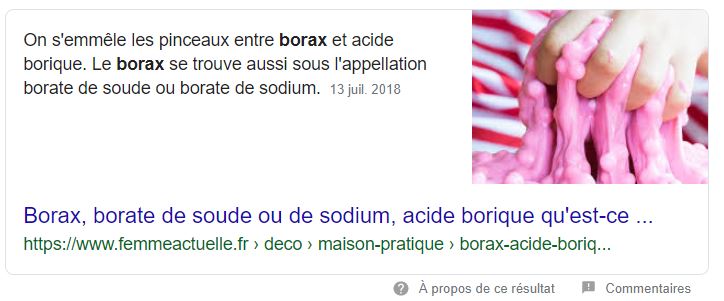 On s'emmêle les pinceaux entre borax et acide
borique. Le borax se trouve aussi sous l'appellation
borate de soude ou borate de sodium. 13 juil. 2018
Borax, borate de soude ou de sodium, acide borique qu'est-ce ...
https://www.femmeactuelle.fr › deco › maison-pratique › borax-acide-boriq...
À propos de ce résultat
Commentaires